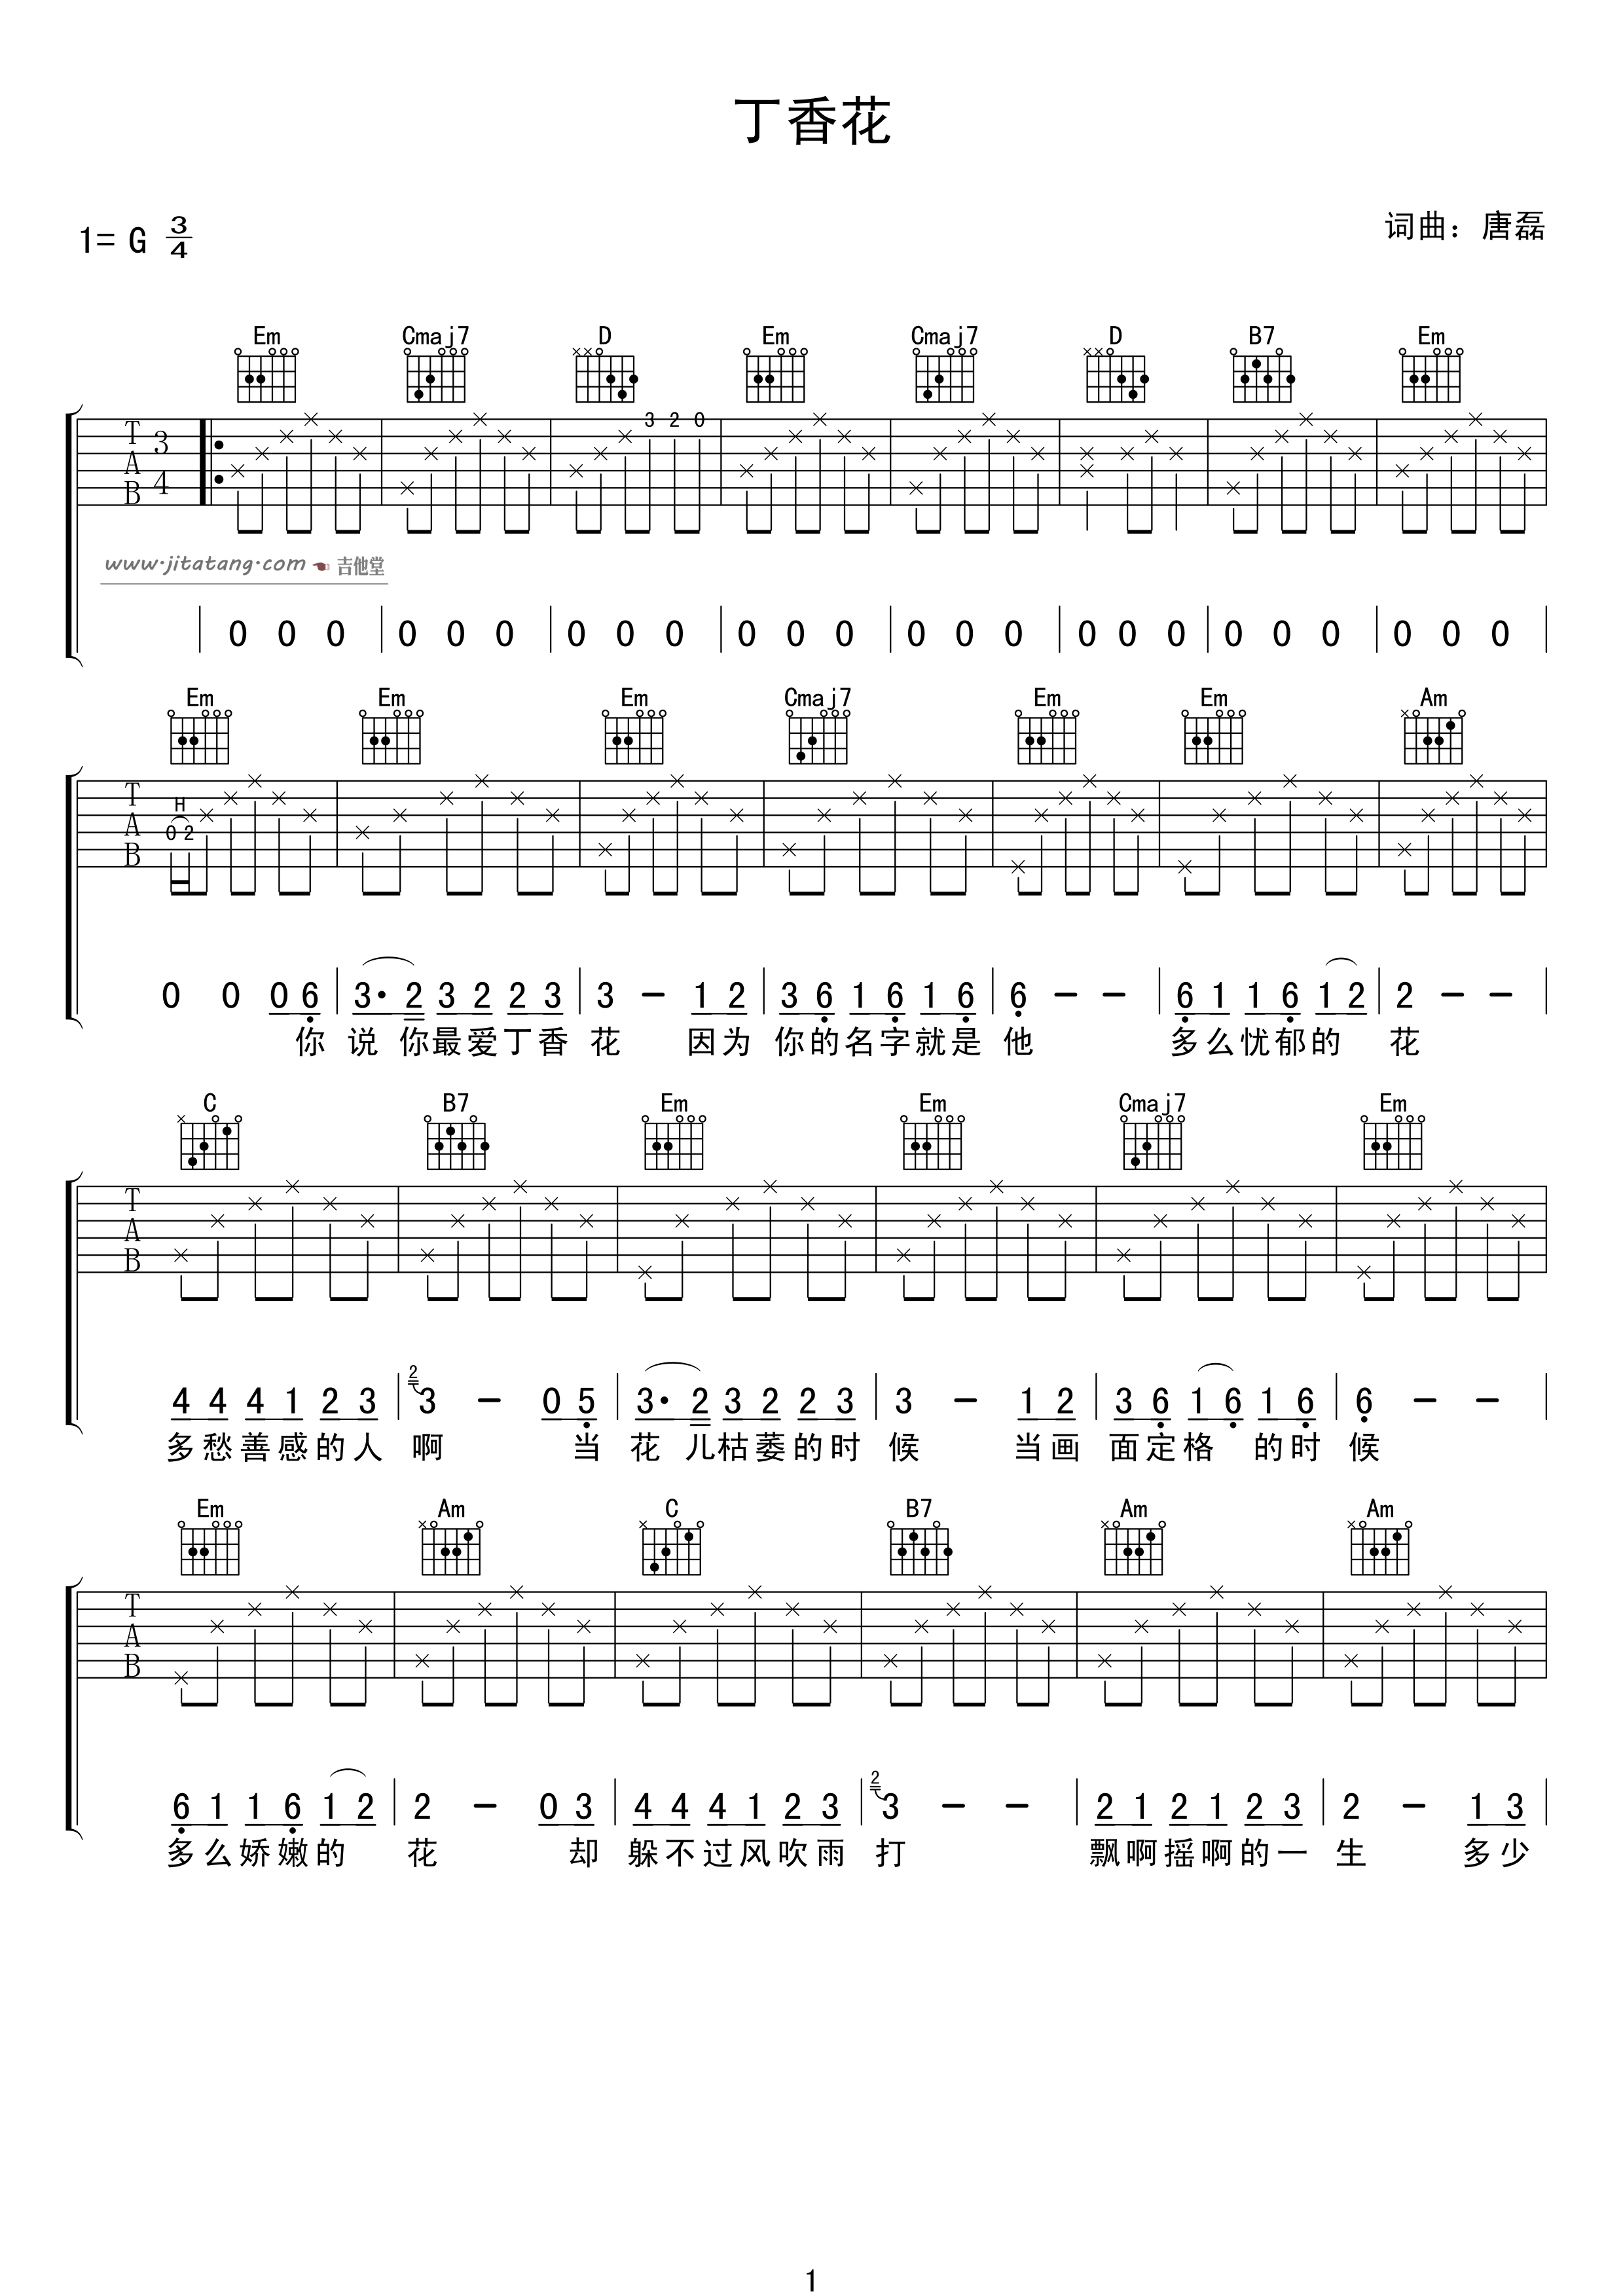 丁香花
1= G 3/4
词曲：唐磊
Em Cmaj7 D Em Cmaj7 D B7 Em
T A B 3 4 3 2 0
www·jitatang·com 吉他堂
0 0 0 | 0 0 0 | 0 0 0 | 0 0 0 | 0 0 0 | 0 0 0 | 0 0 0 | 0 0 0
Em Em Em Cmaj7 Em Em Am
T A B H 0 2
0 0 0 6 | 3· 2 3 2 2 3 | 3 - 1 2 | 3 6 1 6 1 6 | 6 - - | 6 1 1 6 1 2 | 2 - -
你 说 你最爱丁香 花 因为 你的名字就是 他 多么忧郁的 花
C B7 Em Em Cmaj7 Em
T A B
4 4 4 1 2 3 | 2 3 - 0 5 | 3· 2 3 2 2 3 | 3 - 1 2 | 3 6 1 6 1 6 | 6 - -
多愁善感的人 啊 当 花 儿枯萎的时 候 当画 面定格 的时 候
Em Am C B7 Am Am
T A B
6 1 1 6 1 2 | 2 - 0 3 | 4 4 4 1 2 3 | 2 3 - - | 2 1 2 1 2 3 | 2 - 1 3
多么娇嫩的 花 却 躲不过风吹雨 打 飘啊摇啊的一 生 多少
1